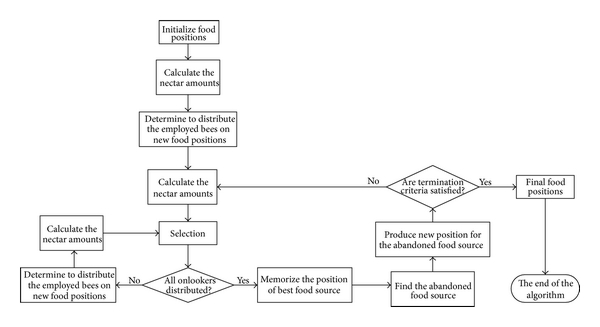 Initialize food
positions
Calculate the
nectar amounts
Determine to distribute
the employed bees on
new food positions
Calculate the
nectar amounts
No
Are termination
criteria satisfied?
Yes
Final food
positions
Calculate the
nectar amounts
Selection
Produce new position for
the abandoned food source
Determine to distribute
the employed bees on
new food positions
No
All onlookers
distributed?
Yes
Memorize the position
of best food source
Find the abandoned
food source
The end of the
algorithm